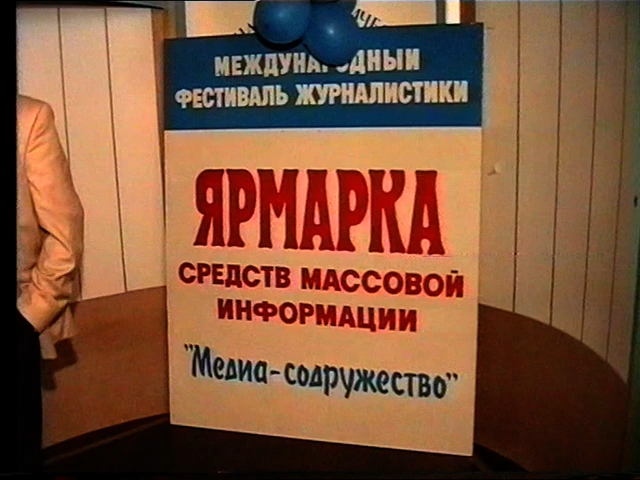 МЕЖДУНАРОДНЫЙ
ФЕСТИВАЛЬ ЖУРНАЛИСТИКИ
ЯРМАРКА
СРЕДСТВ МАССОВОЙ
ИНФОРМАЦИИ
"Медиа-содружество"